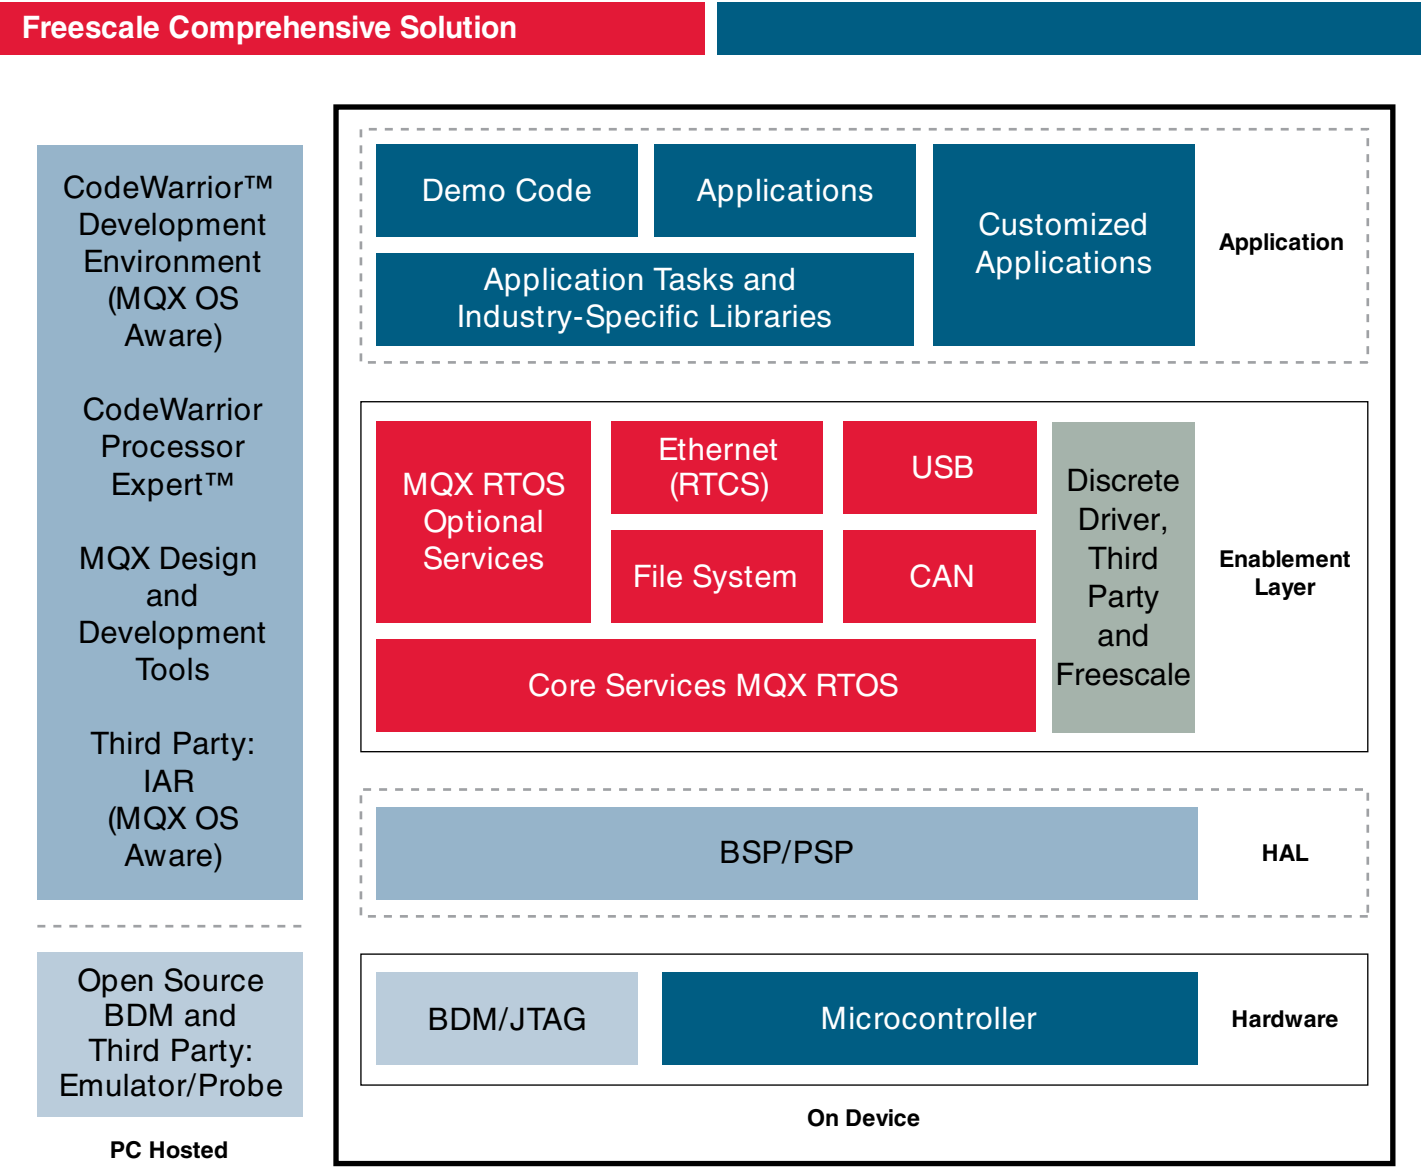 Freescale Comprehensive Solution
CodeWarrior™
Development
Environment
(MQX OS
Aware)
CodeWarrior
Processor
Expert™
MQX Design
and
Development
Tools
Third Party:
IAR
(MQX OS
Aware)
Open Source
BDM and
Third Party:
Emulator/Probe
PC Hosted
Demo Code
Applications
Customized
Applications
Application Tasks and
Industry-Specific Libraries
Application
MQX RTOS
Optional
Services
Ethernet
(RTCS)
USB
File System
CAN
Core Services MQX RTOS
Discrete
Driver,
Third
Party
and
Freescale
Enablement
Layer
BSP/PSP
HAL
BDM/JTAG
Microcontroller
Hardware
On Device